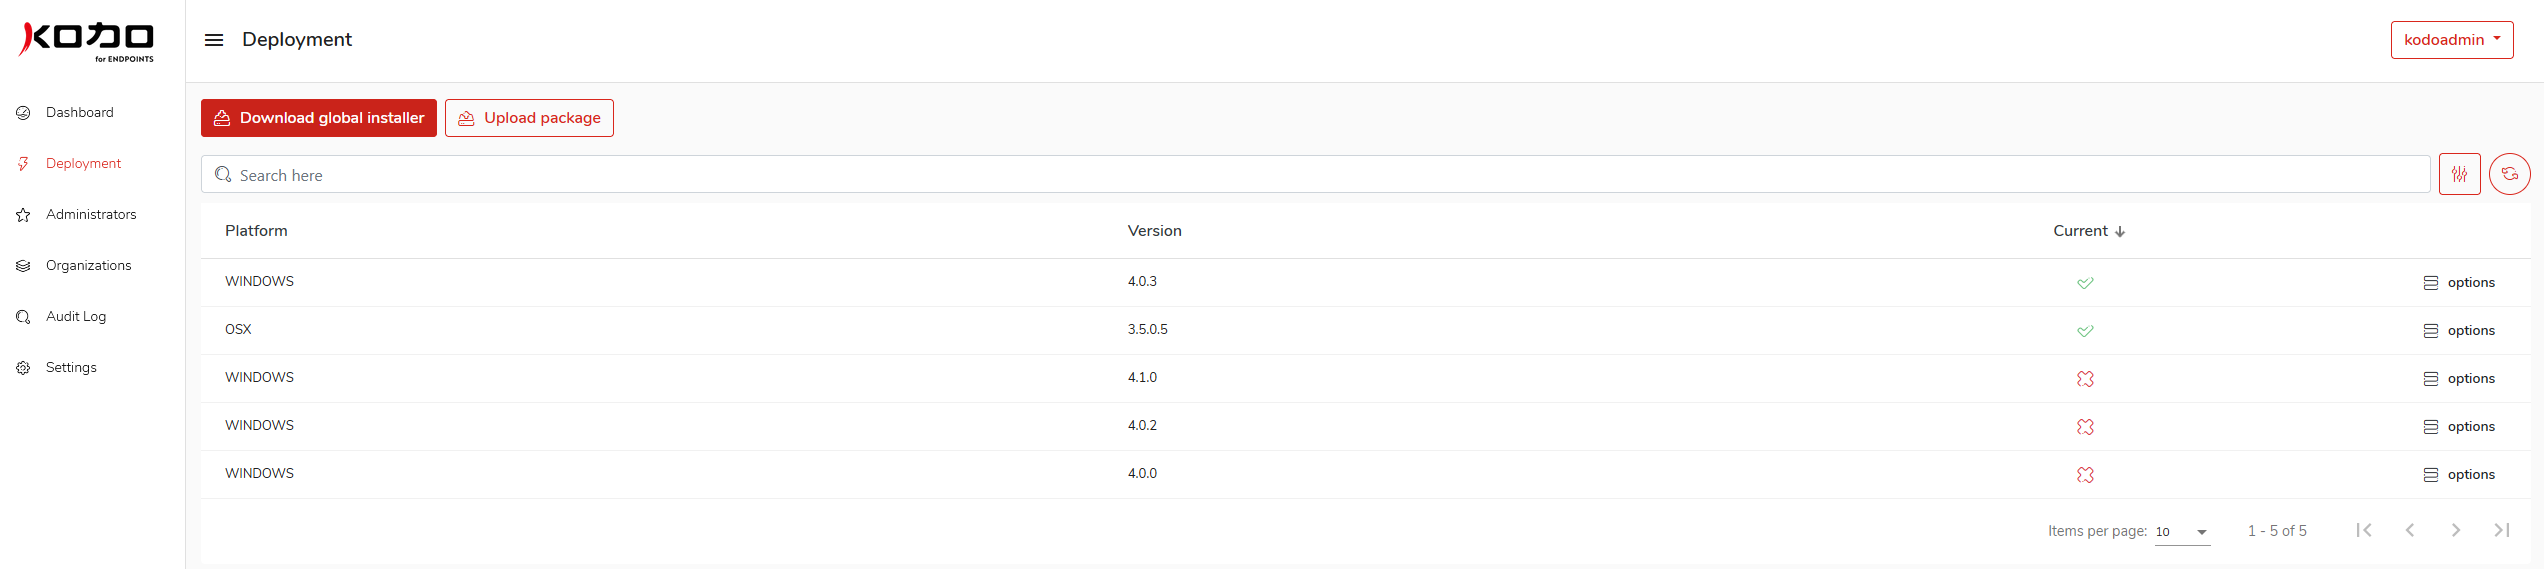 KODO
for ENDPOINTS
Deployment
kodoadmin
Dashboard
Deployment
Administrators
Organizations
Audit Log
Settings
Download global installer
Upload package
Search here
Platform Version Current
WINDOWS 4.0.3 options
OSX 3.5.0.5 options
WINDOWS 4.1.0 options
WINDOWS 4.0.2 options
WINDOWS 4.0.0 options
Items per page: 10 1 - 5 of 5